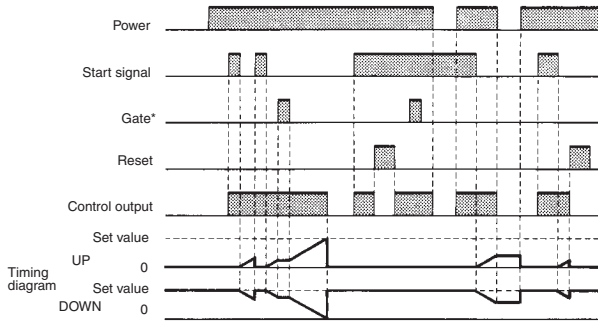 Power
Start signal
Gate*
Reset
Control output
Set value
UP
0
Timing
diagram
Set value
DOWN
0